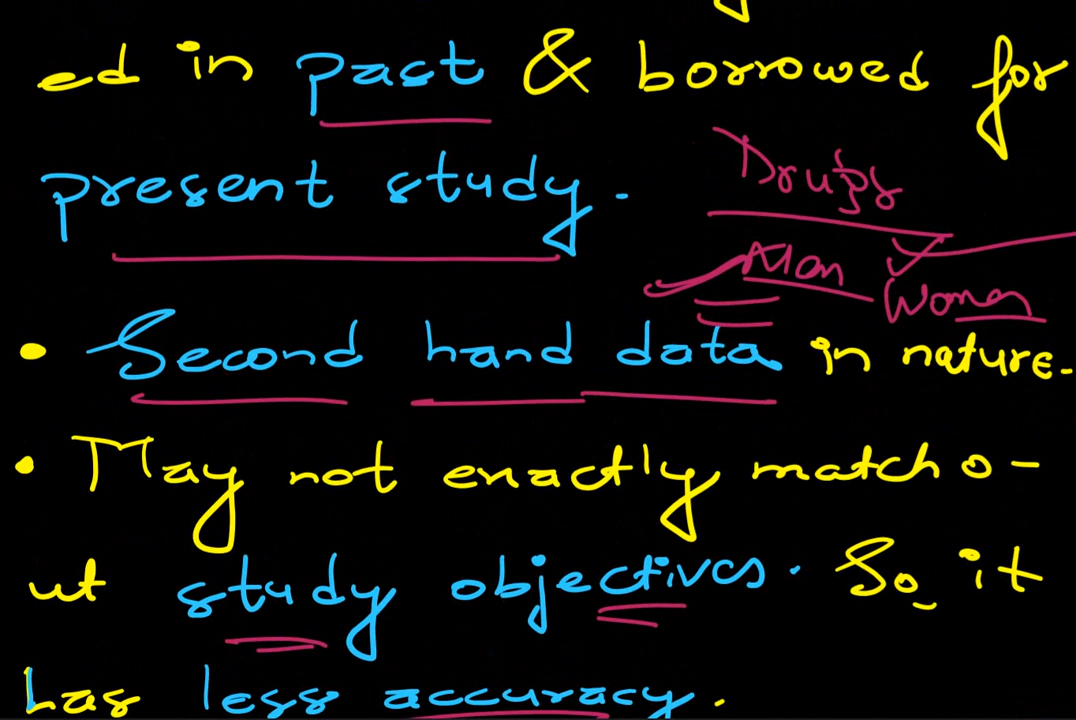 ed in past & borrowed for
present study.
Drugs
Man Women
• Second hand data in nature.
• May not exactly match o-
ut study objectives. So it
has less accuracy.